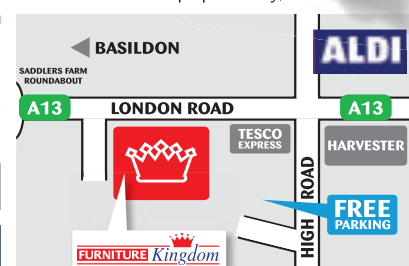 BASILDON
ALDI
SADDLERS FARM
ROUNDABOUT
A13
LONDON ROAD
A13
TESCO
EXPRESS
HARVESTER
HIGH ROAD
FREE
PARKING
FURNITURE Kingdom